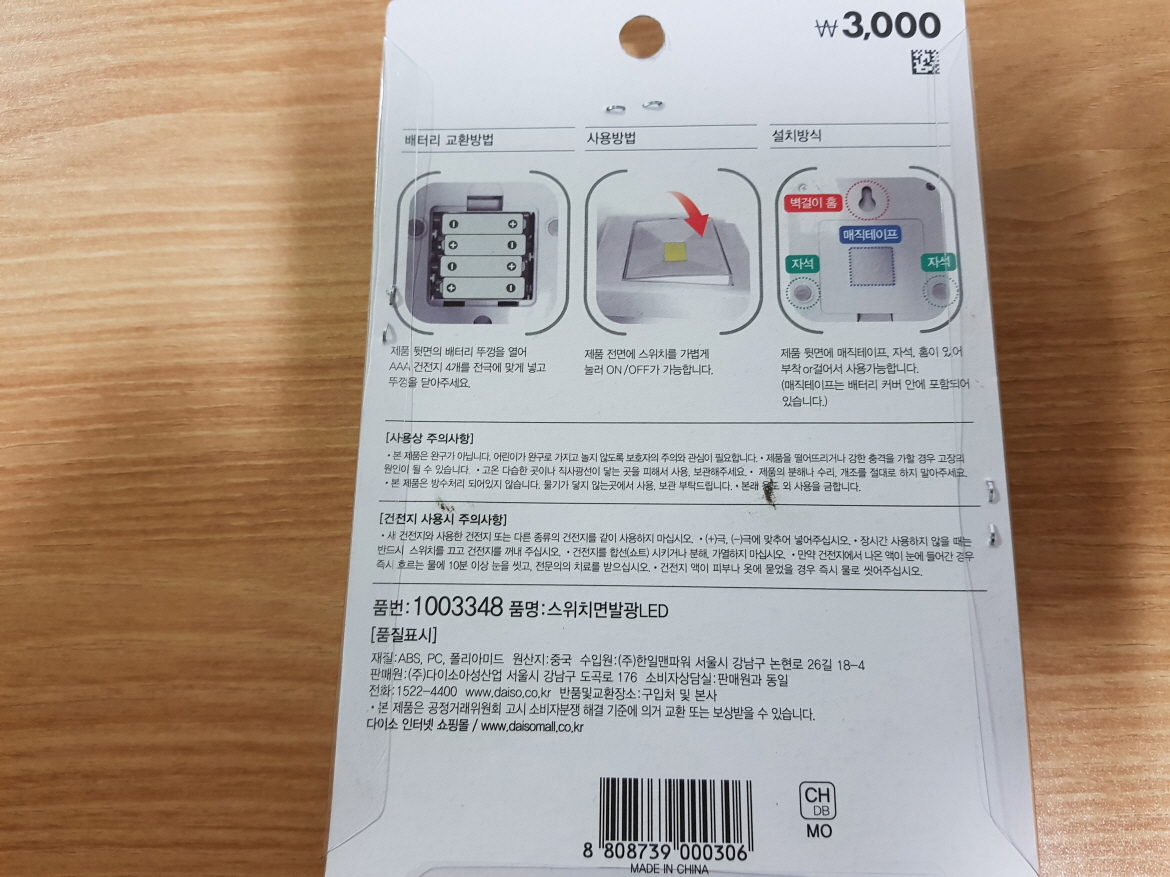 ₩3,000
배터리 교환방법
사용방법
설치방식
벽걸이 홈
매직테이프
자석
자석
제품 뒷면의 배터리 뚜껑을 열어
AAA 건전지 4개를 전극에 맞게 넣고
뚜껑을 닫아주세요.
제품 전면에 스위치를 가볍게
눌러 ON/OFF가 가능합니다.
제품 뒷면에 매직테이프, 자석, 홈이 있어
부착 or걸어서 사용가능합니다.
(매직테이프는 배터리 커버 안에 포함되어
있습니다.)
[사용상 주의사항]
• 본 제품은 완구가 아닙니다. 어린이가 완구로 가지고 놀지 않도록 보호자의 주의와 관심이 필요합니다. • 제품을 떨어뜨리거나 강한 충격을 가할 경우 고장의
원인이 될 수 있습니다. • 고온 다습한 곳이나 직사광선이 닿는 곳을 피해서 사용, 보관해주세요. • 제품의 분해나 수리, 개조를 절대로 하지 말아주세요.
• 본 제품은 방수처리 되어있지 않습니다. 물기가 닿지 않는곳에서 사용, 보관 부탁드립니다. • 본래 용도 외 사용을 금합니다.
[건전지 사용시 주의사항]
• 새 건전지와 사용한 건전지 또는 다른 종류의 건전지를 같이 사용하지 마십시오. • (+)극, (−)극에 맞추어 넣어주십시오. • 장시간 사용하지 않을 때는
반드시 스위치를 끄고 건전지를 꺼내 주십시오. • 건전지를 합선(쇼트) 시키거나 분해, 가열하지 마십시오. • 만약 건전지에서 나온 액이 눈에 들어간 경우
즉시 흐르는 물에 10분 이상 눈을 씻고, 전문의의 치료를 받으십시오. • 건전지 액이 피부나 옷에 묻었을 경우 즉시 물로 씻어주십시오.
품번:1003348 품명:스위치면발광LED
[품질표시]
재질:ABS, PC, 폴리아미드 원산지:중국 수입원:(주)한일맨파워 서울시 강남구 논현로 26길 18-4
판매원:(주)다이소아성산업 서울시 강남구 도곡로 176 소비자상담실:판매원과 동일
전화:1522-4400 www.daiso.co.kr 반품및교환장소:구입처 및 본사
• 본 제품은 공정거래위원회 고시 소비자분쟁 해결 기준에 의거 교환 또는 보상받을 수 있습니다.
다이소 인터넷 쇼핑몰 / www.daisomall.co.kr
CH
DB
MO
8 808739 000306
MADE IN CHINA